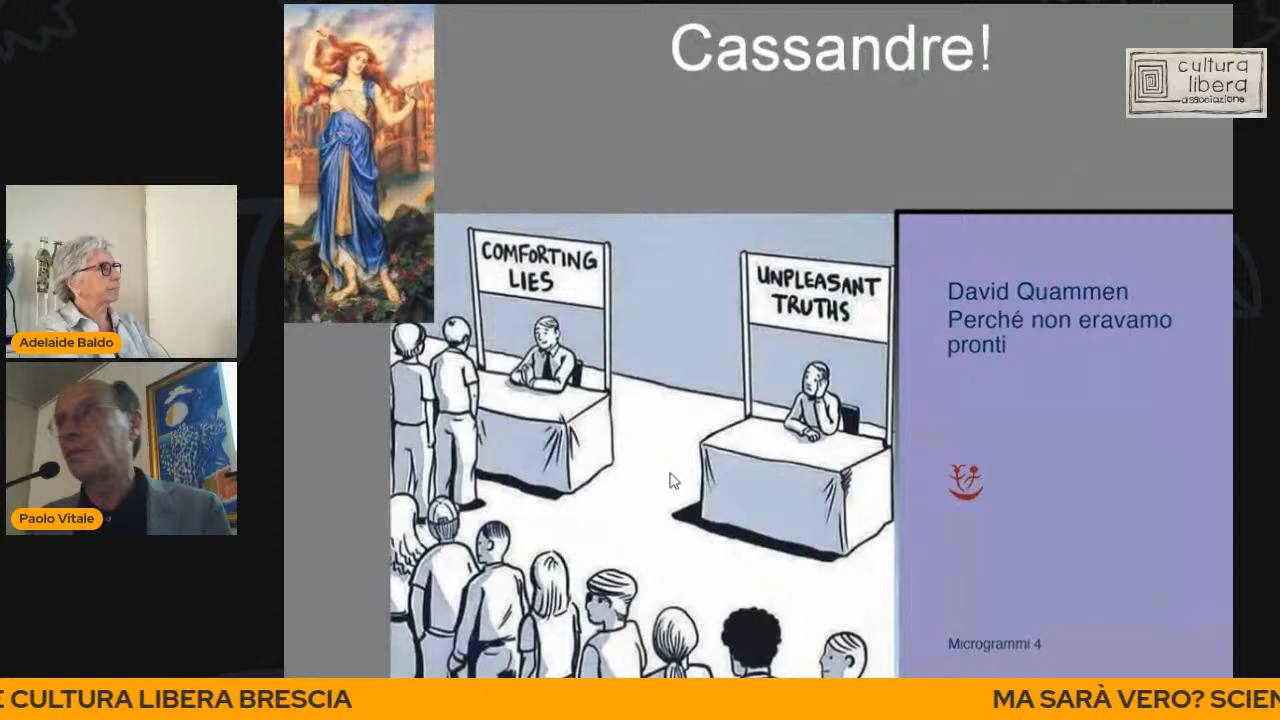 Cassandre!
cultura
libera
associazione
COMFORTING
LIES
UNPLEASANT
TRUTHS
David Quammen
Perché non eravamo
pronti
Microgrammi 4
Adelaide Baldo
Paolo Vitale
E CULTURA LIBERA BRESCIA
MA SARÀ VERO? SCIEN